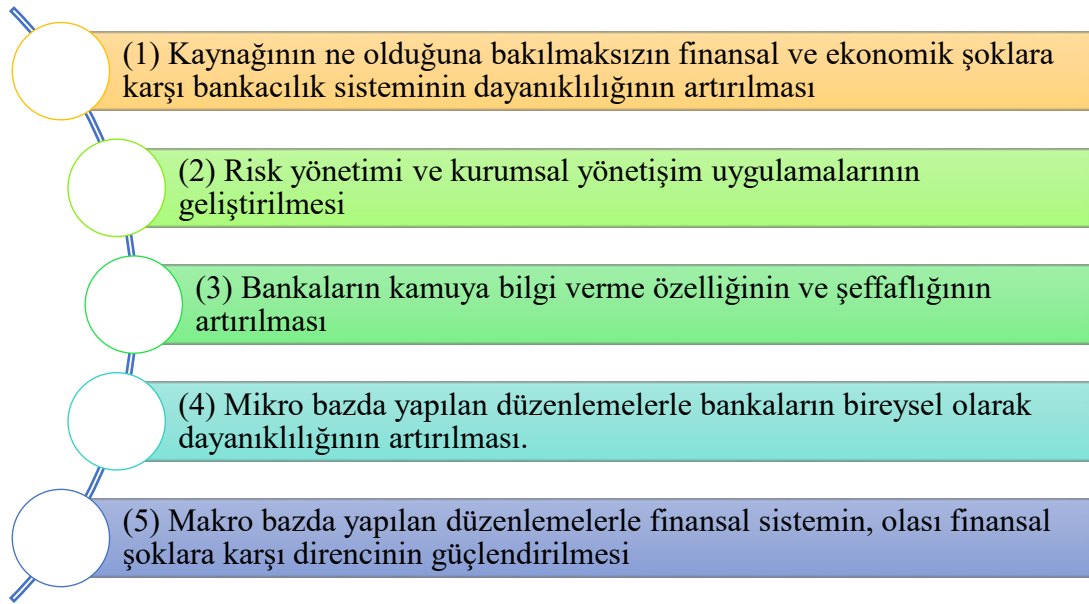 (1) Kaynağının ne olduğuna bakılmaksızın finansal ve ekonomik şoklara
karşı bankacılık sisteminin dayanıklılığının artırılması
(2) Risk yönetimi ve kurumsal yönetişim uygulamalarının
geliştirilmesi
(3) Bankaların kamuya bilgi verme özelliğinin ve şeffaflığının
artırılması
(4) Mikro bazda yapılan düzenlemelerle bankaların bireysel olarak
dayanıklılığının artırılması.
(5) Makro bazda yapılan düzenlemelerle finansal sistemin, olası finansal
şoklara karşı direncinin güçlendirilmesi